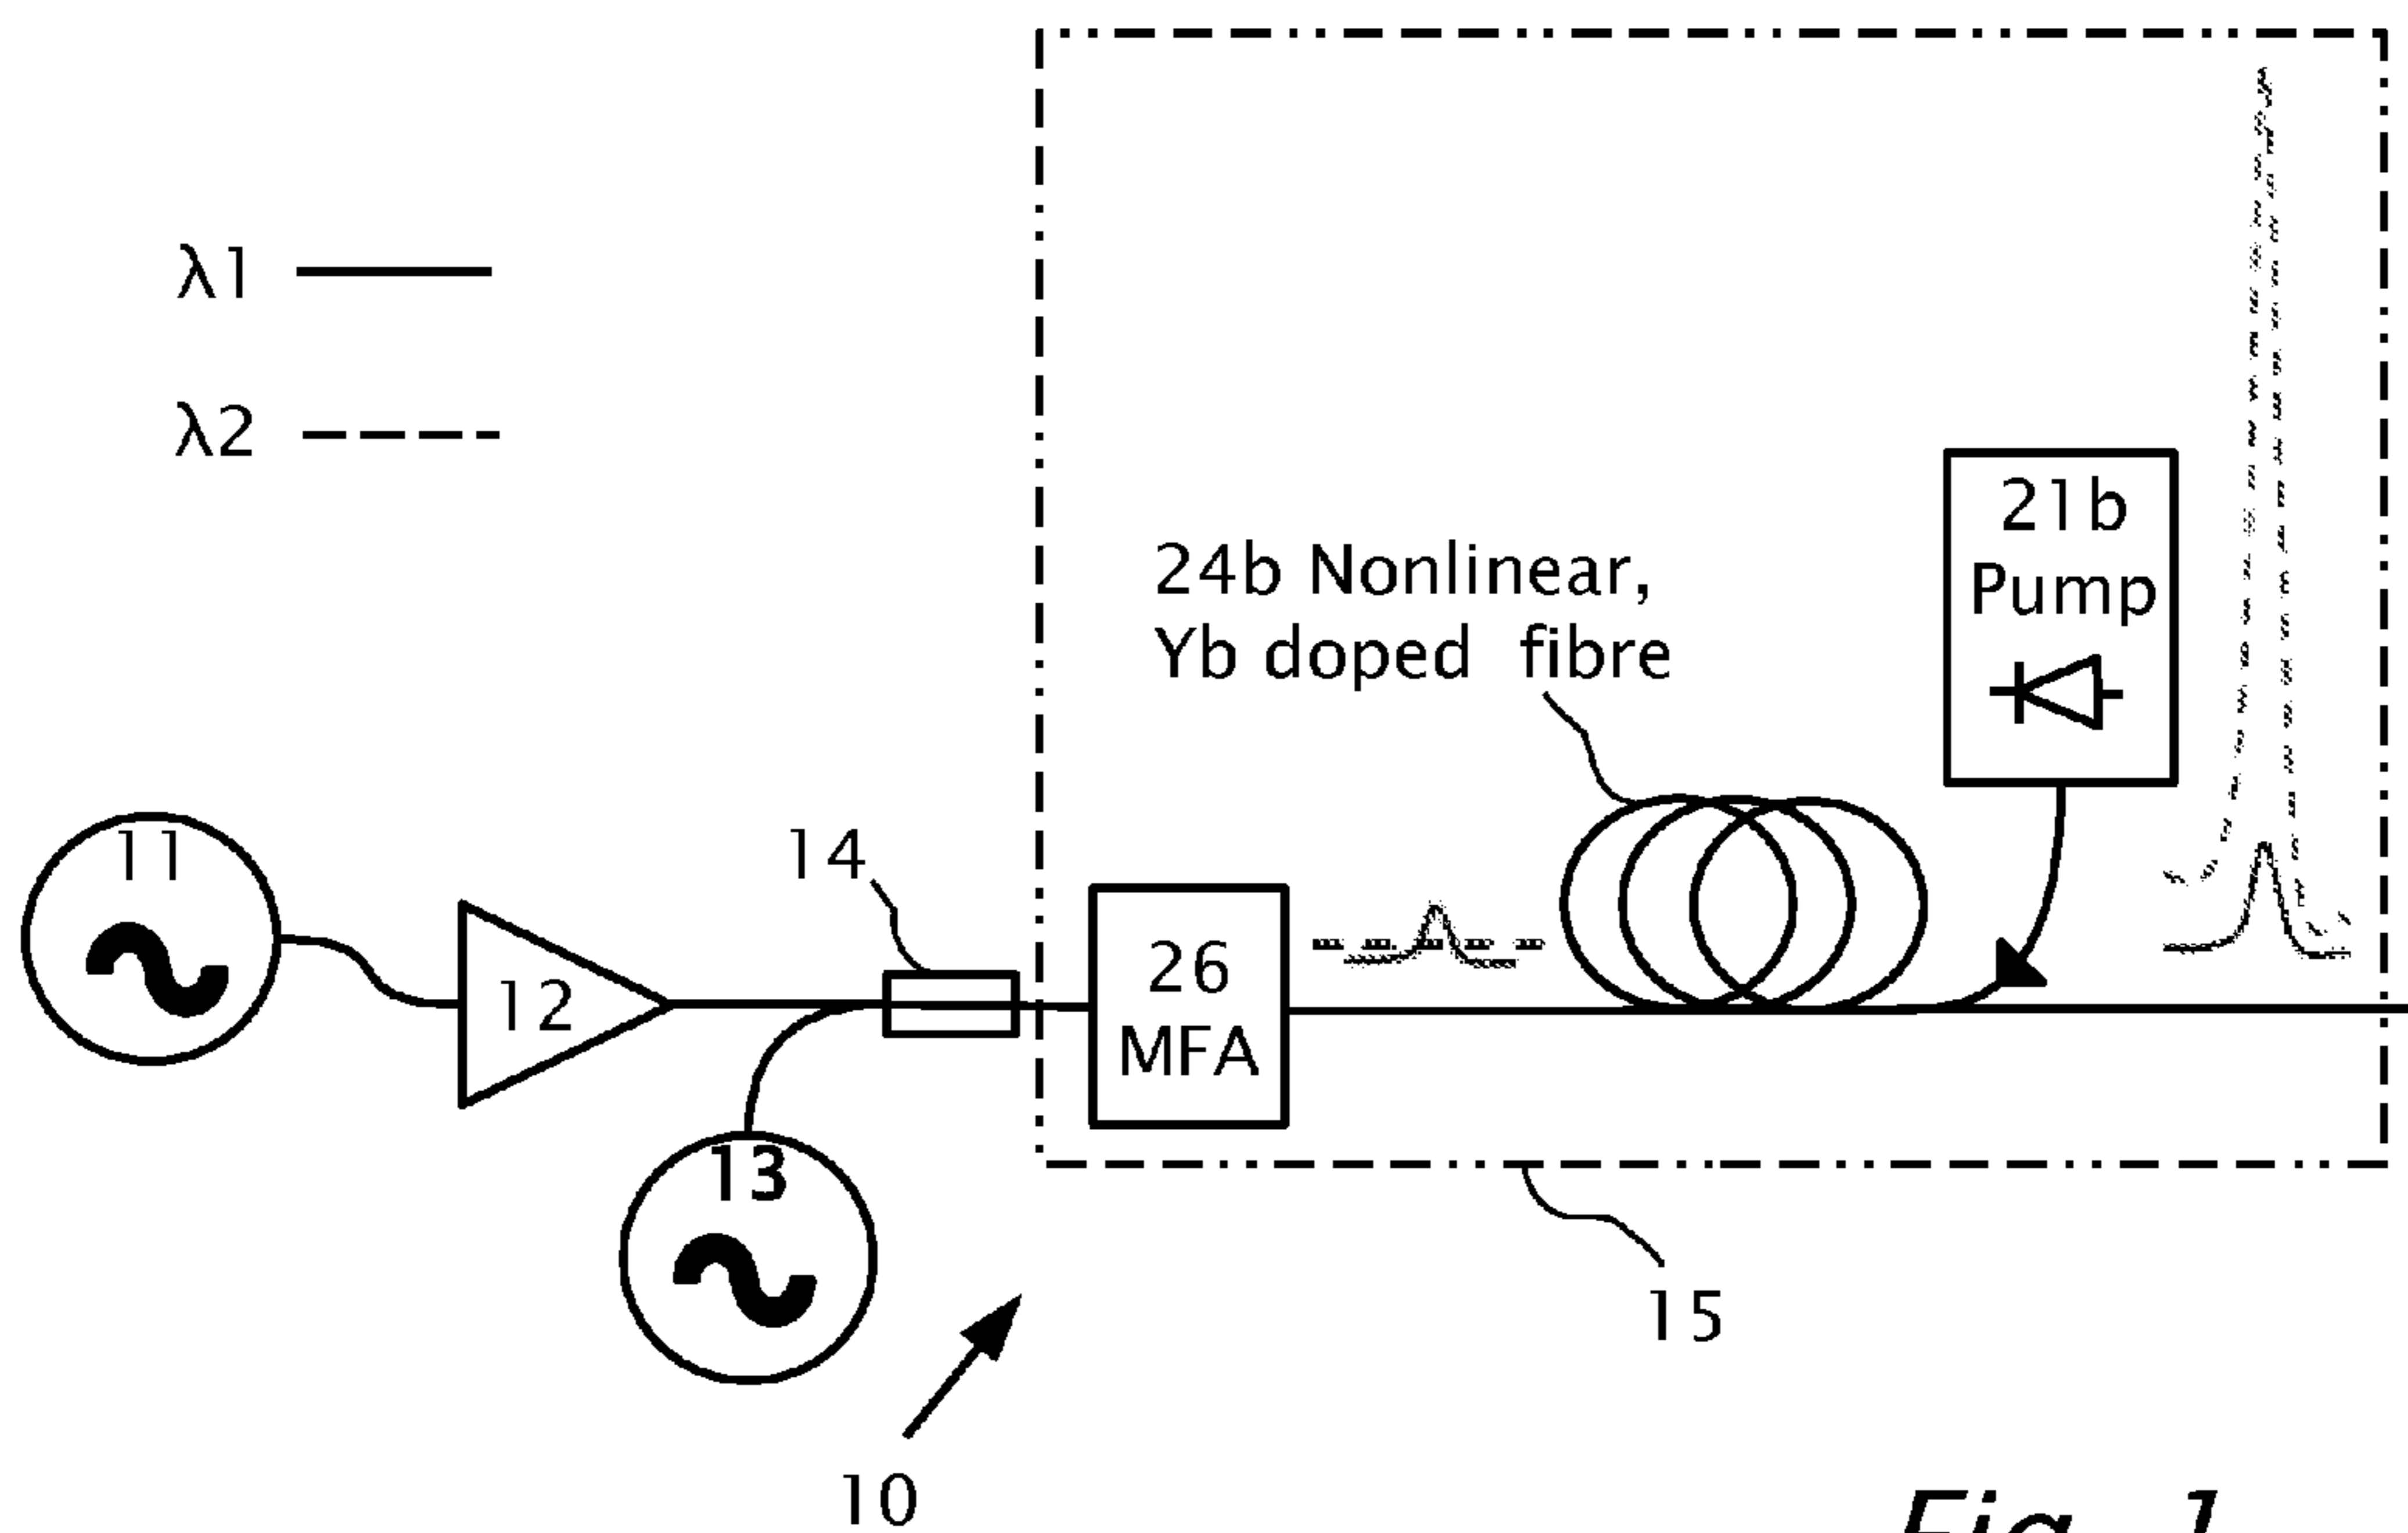 λ1
λ2
21b
Pump
24b Nonlinear,
Yb doped fibre
11
14
12
26
MFA
13
15
10
Fig. 1